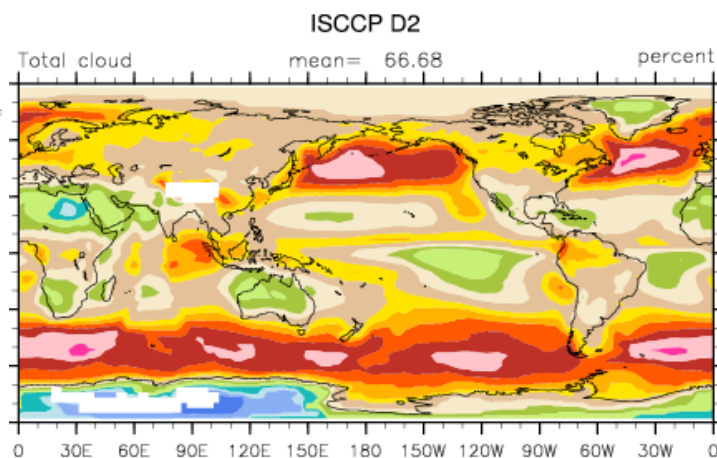 ISCCP D2
Total cloud mean= 66.68 percent
0 30E 60E 90E 120E 150E 180 150W 120W 90W 60W 30W 0